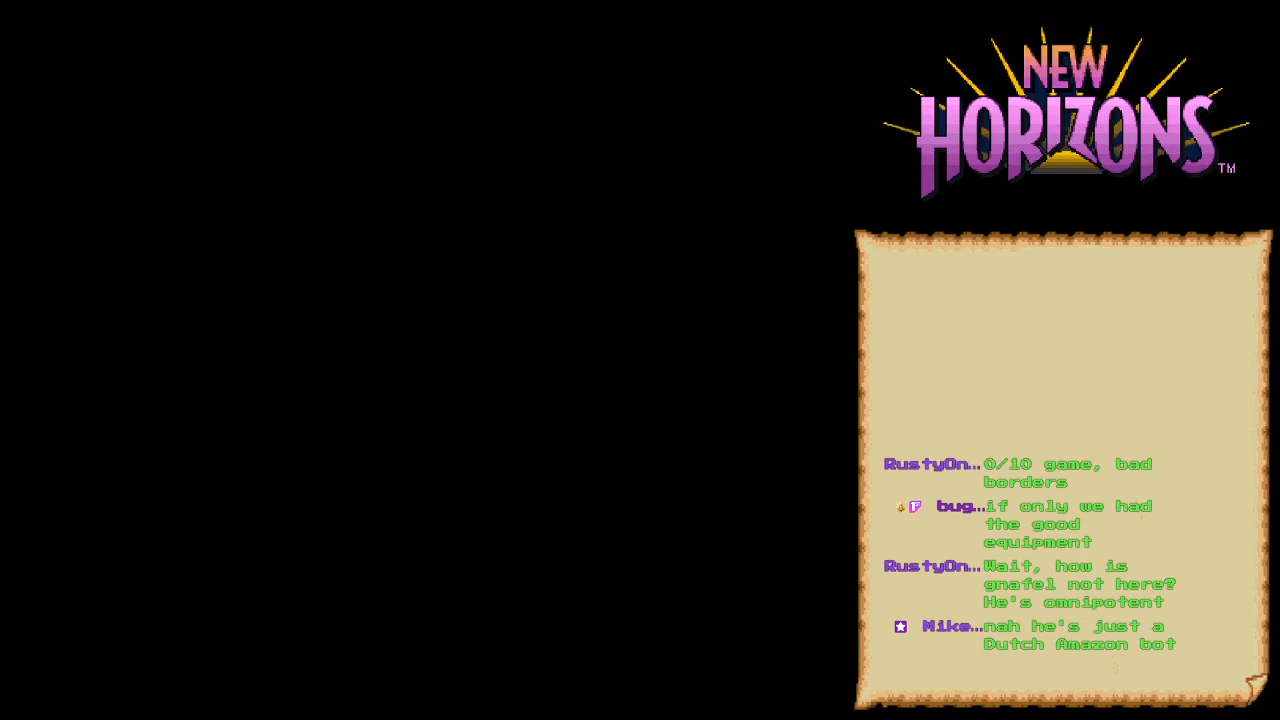 NEW
HORIZONS
TM
RustyOn...0/10 game, bad
borders
bug...if only we had
the good
equipment
RustyOn...Wait, how is
gnafel not here?
He's omnipotent
Mike...nah he's just a
Dutch Amazon bot